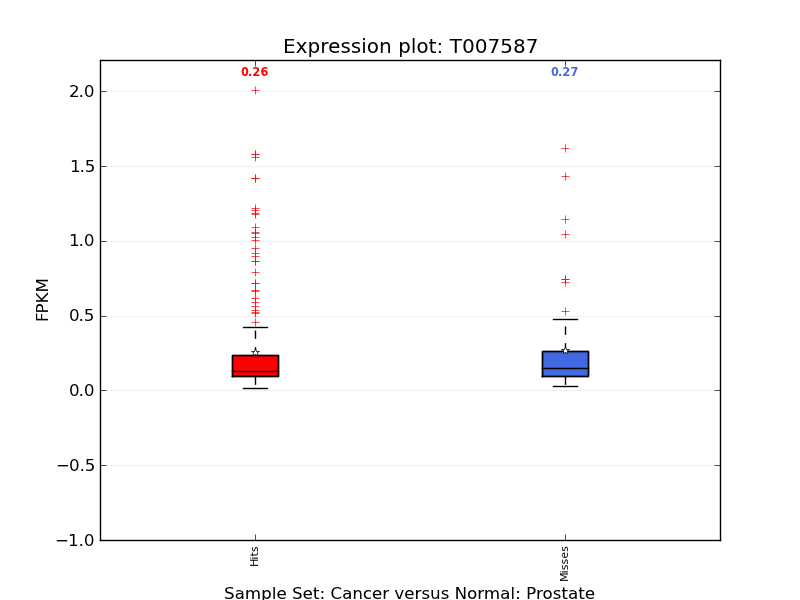 Expression plot: T007587
0.26 0.27
2.0
1.5
1.0
0.5
0.0
−0.5
−1.0
FPKM
Hits Misses
Sample Set: Cancer versus Normal: Prostate